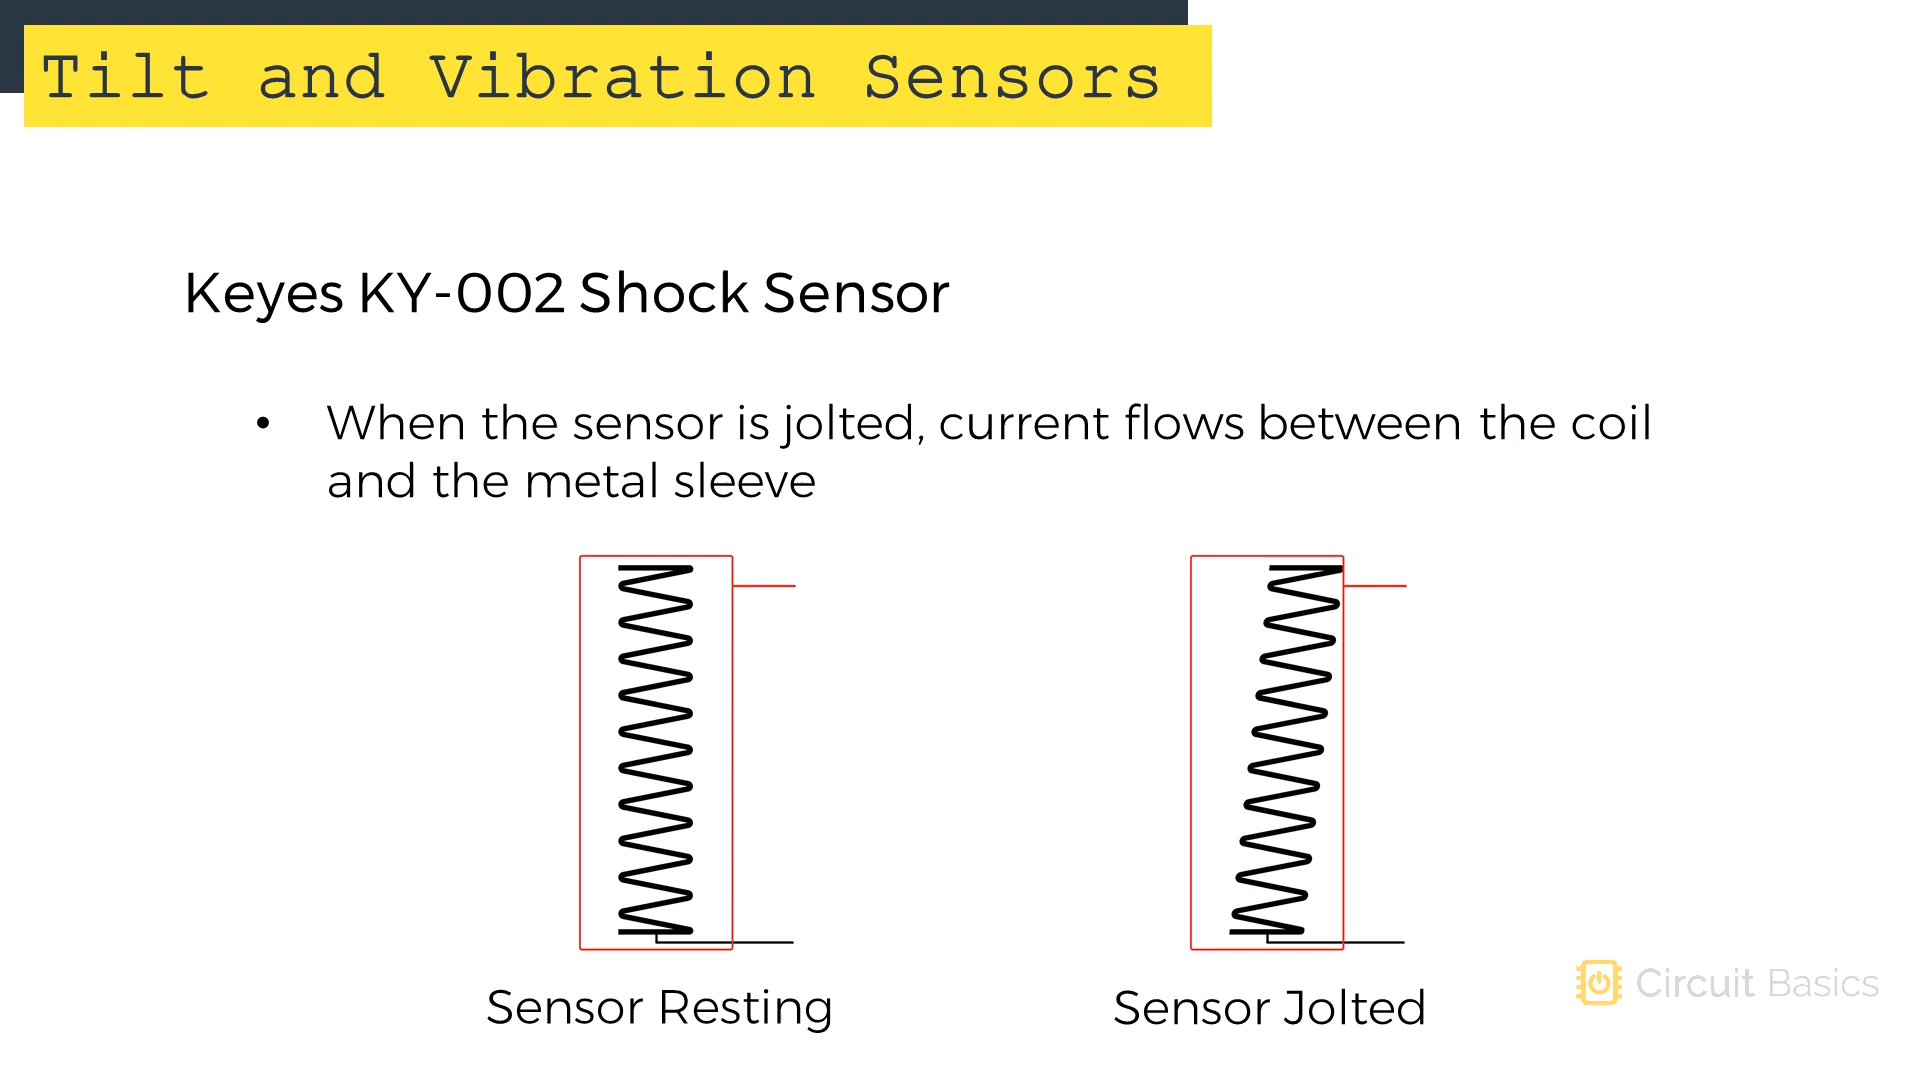 Tilt and Vibration Sensors
Keyes KY-002 Shock Sensor
• When the sensor is jolted, current flows between the coil
and the metal sleeve
Sensor Resting
Sensor Jolted
Circuit Basics